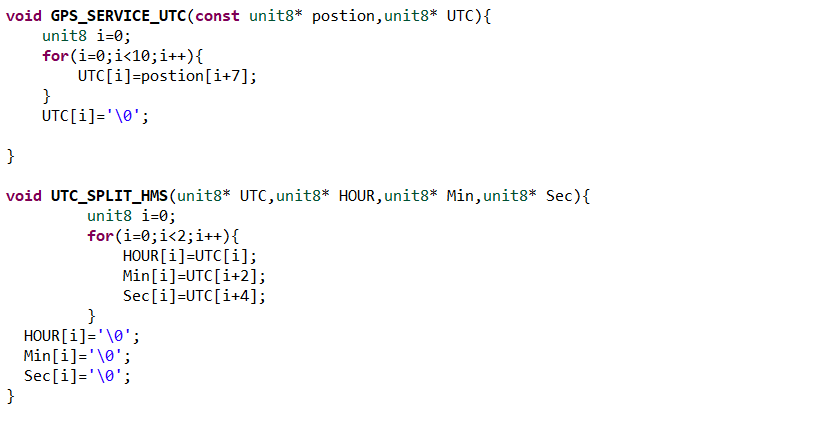 void GPS_SERVICE_UTC(const unit8* postion,unit8* UTC){
    unit8 i=0;
    for(i=0;i<10;i++){
        UTC[i]=postion[i+7];
    }
    UTC[i]='\0';
}
void UTC_SPLIT_HMS(unit8* UTC,unit8* HOUR,unit8* Min,unit8* Sec){
         unit8 i=0;
         for(i=0;i<2;i++){
             HOUR[i]=UTC[i];
             Min[i]=UTC[i+2];
             Sec[i]=UTC[i+4];
         }
  HOUR[i]='\0';
  Min[i]='\0';
  Sec[i]='\0';
}